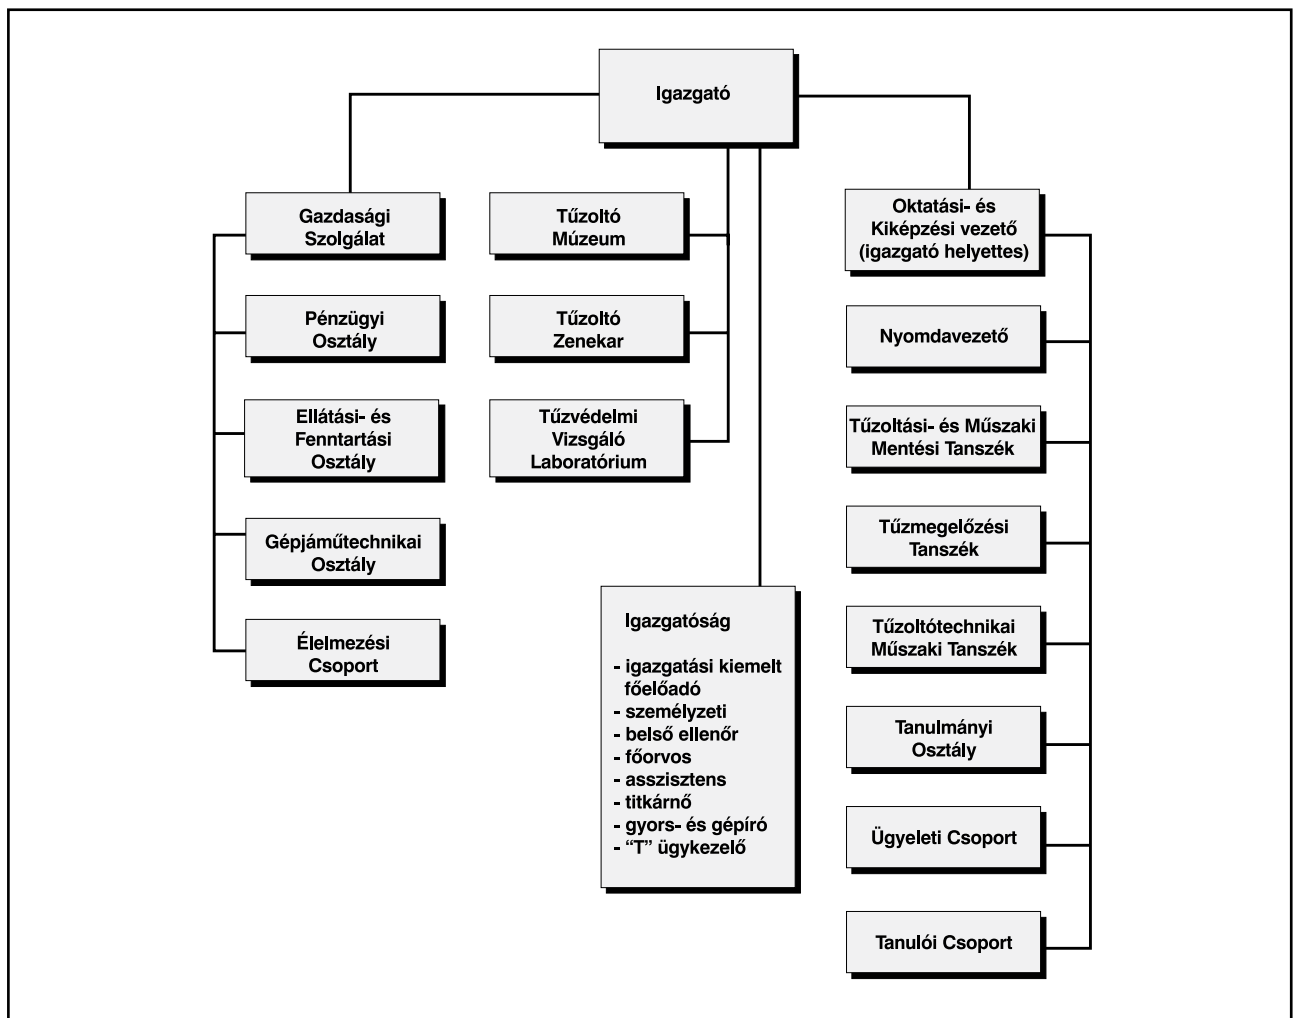 Igazgató
Gazdasági
Szolgálat
Pénzügyi
Osztály
Ellátási- és
Fenntartási
Osztály
Gépjáműtechnikai
Osztály
Élelmezési
Csoport
Tűzoltó
Múzeum
Tűzoltó
Zenekar
Tűzvédelmi
Vizsgáló
Laboratórium
Igazgatóság
- igazgatási kiemelt
főelőadó
- személyzeti
- belső ellenőr
- főorvos
- asszisztens
- titkárnő
- gyors- és gépíró
- “T” ügykezelő
Oktatási- és
Kiképzési vezető
(igazgató helyettes)
Nyomdavezető
Tűzoltási- és Műszaki
Mentési Tanszék
Tűzmegelőzési
Tanszék
Tűzoltótechnikai
Műszaki Tanszék
Tanulmányi
Osztály
Ügyeleti Csoport
Tanulói Csoport